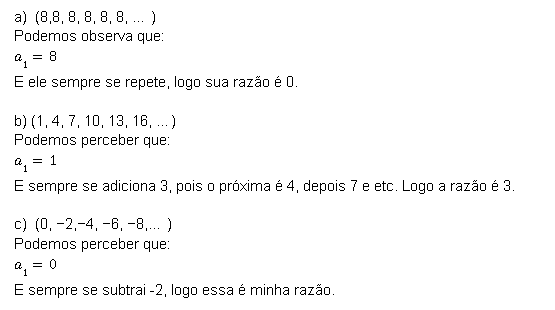 a)  (8,8, 8, 8, 8, 8, ... )
Podemos observa que:
a₁ = 8
E ele sempre se repete, logo sua razão é 0.
b) (1, 4, 7, 10, 13, 16, ... )
Podemos perceber que:
a₁ = 1
E sempre se adiciona 3, pois o próxima é 4, depois 7 e etc. Logo a razão é 3.
c)  (0, −2,−4, −6, −8,...  )
Podemos perceber que:
a₁ = 0
E sempre se subtrai -2, logo essa é minha razão.